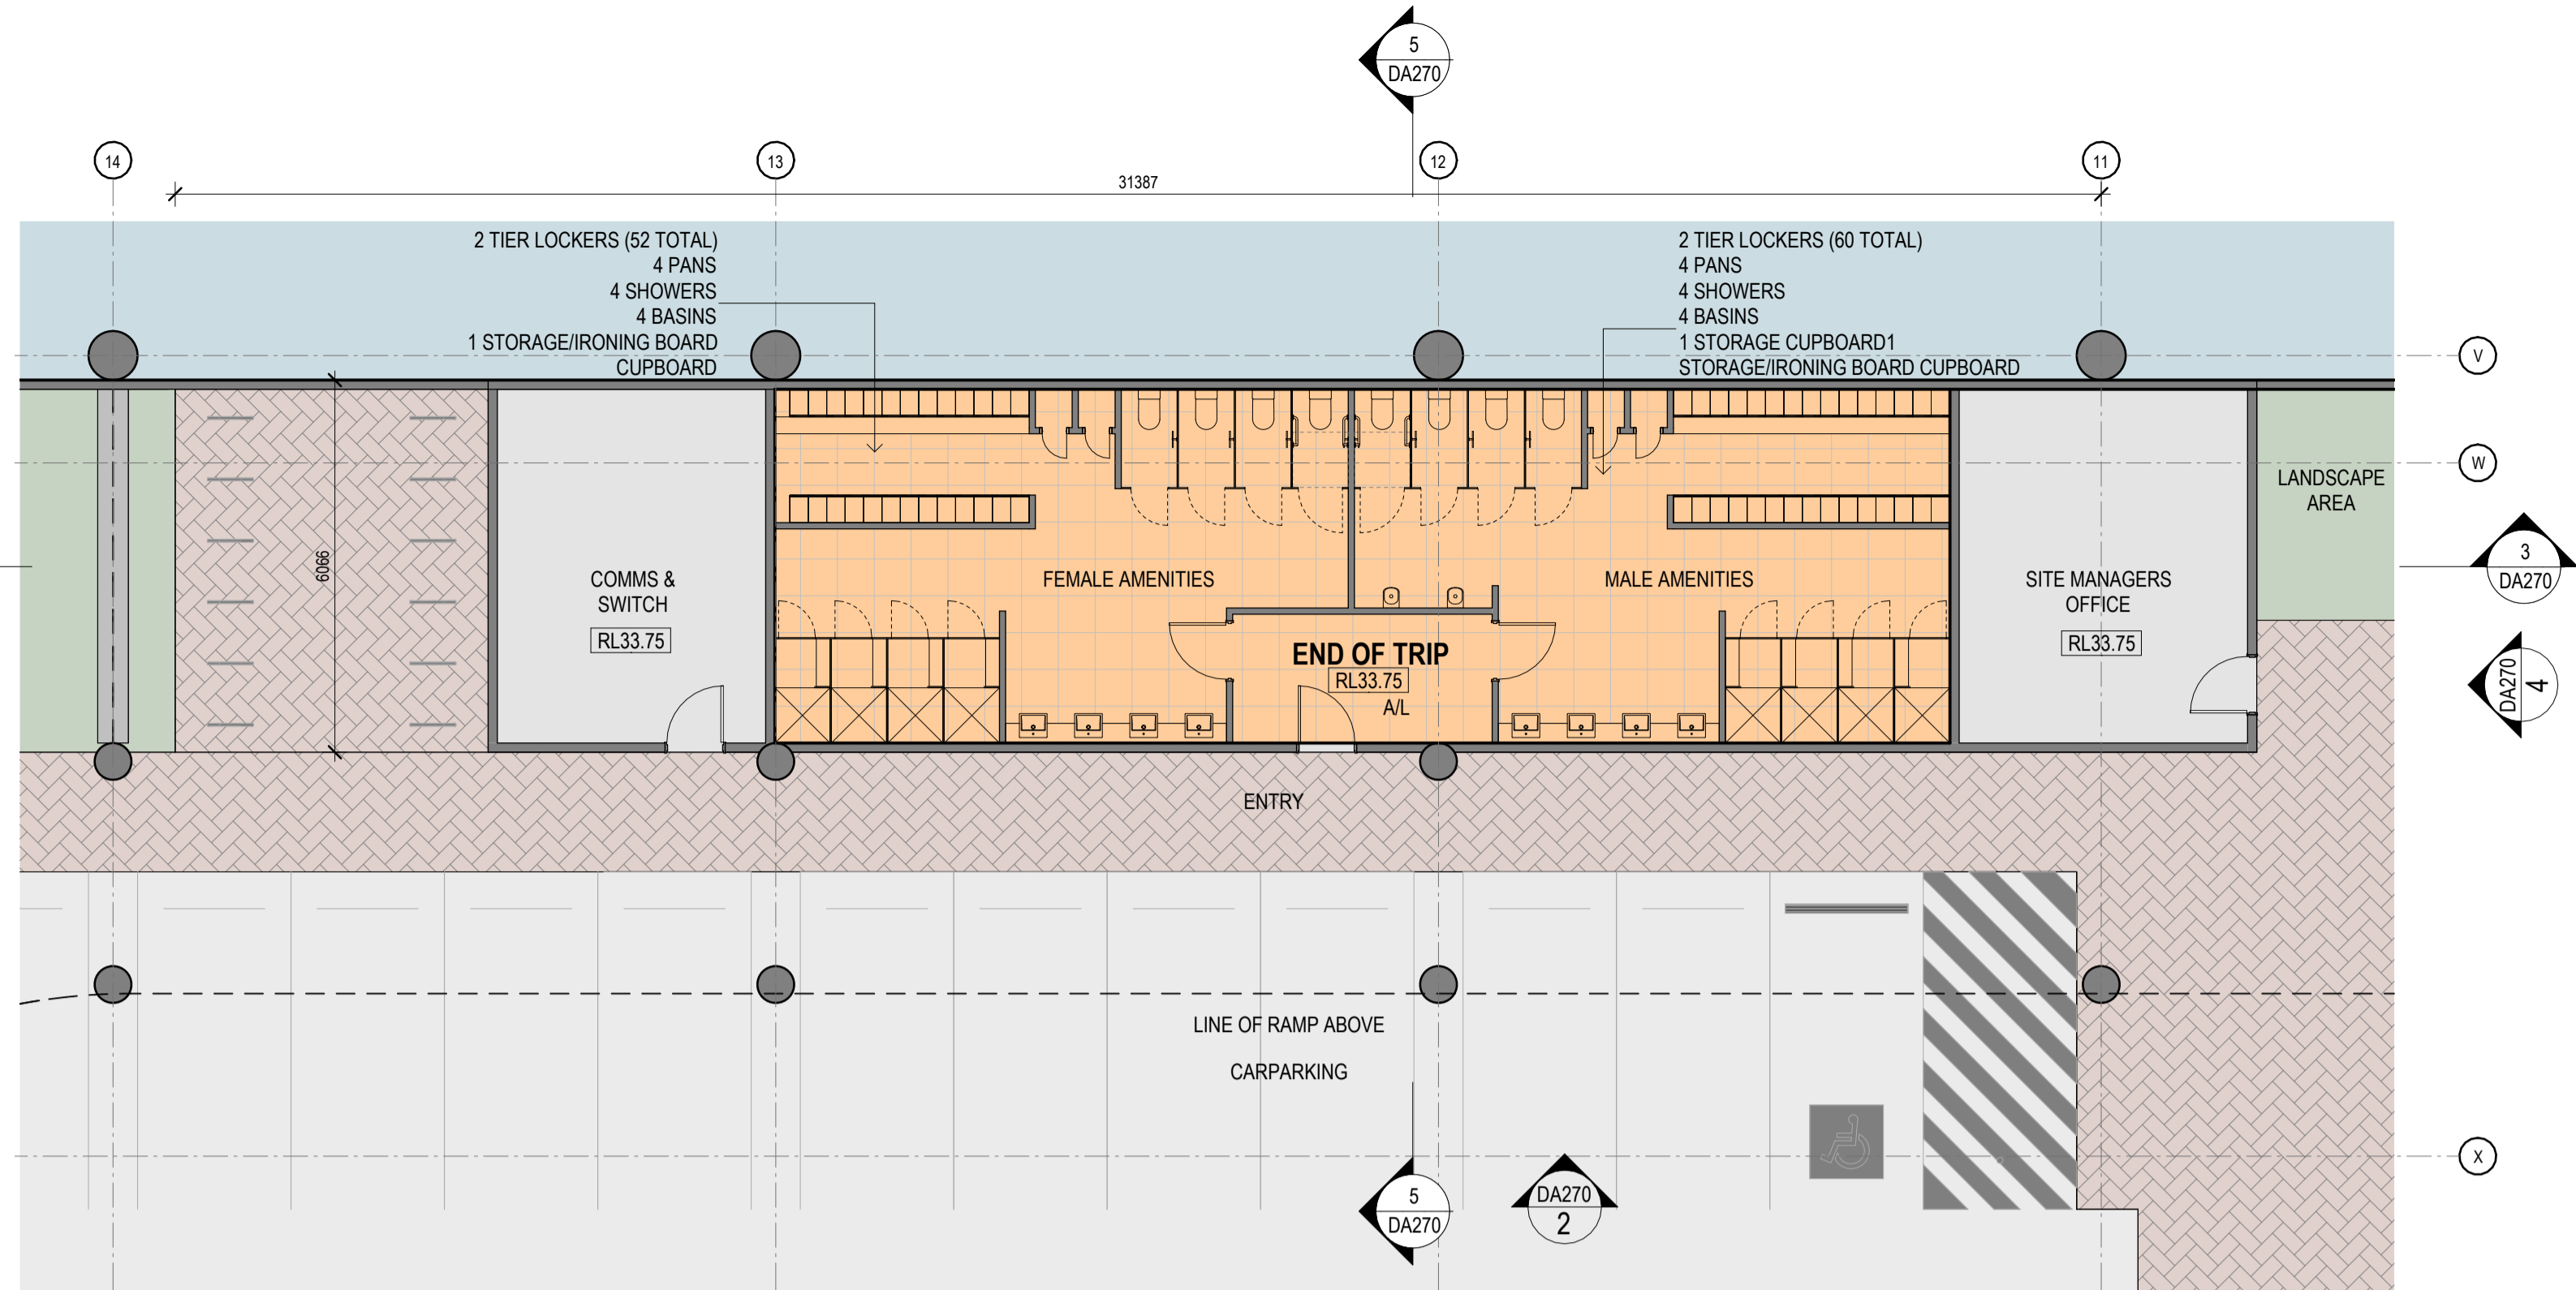 5
DA270
14
13
12
11
31387
2 TIER LOCKERS (52 TOTAL)
4 PANS
4 SHOWERS
4 BASINS
1 STORAGE/IRONING BOARD
CUPBOARD
2 TIER LOCKERS (60 TOTAL)
4 PANS
4 SHOWERS
4 BASINS
1 STORAGE CUPBOARD1
STORAGE/IRONING BOARD CUPBOARD
V
W
LANDSCAPE
AREA
6066
COMMS &
SWITCH
RL33.75
FEMALE AMENITIES
MALE AMENITIES
SITE MANAGERS
OFFICE
RL33.75
3
DA270
END OF TRIP
RL33.75
A/L
DA270
4
ENTRY
LINE OF RAMP ABOVE
CARPARKING
X
5
DA270
DA270
2